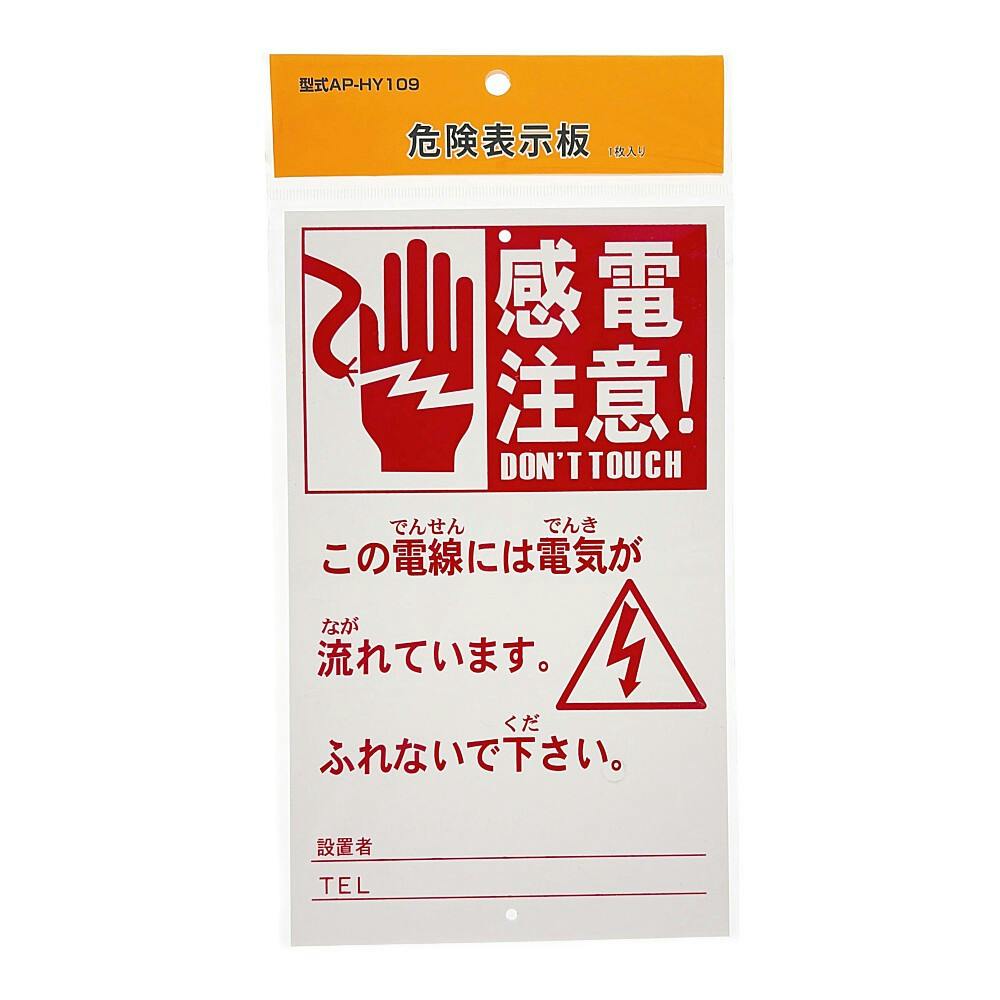 型式AP-HY109
危険表示板 1枚入り
感電
注意!
DON'T TOUCH
でんせん でんき
この電線には電気が
なが
流れています。
くだ
ふれないで下さい。
設置者
TEL